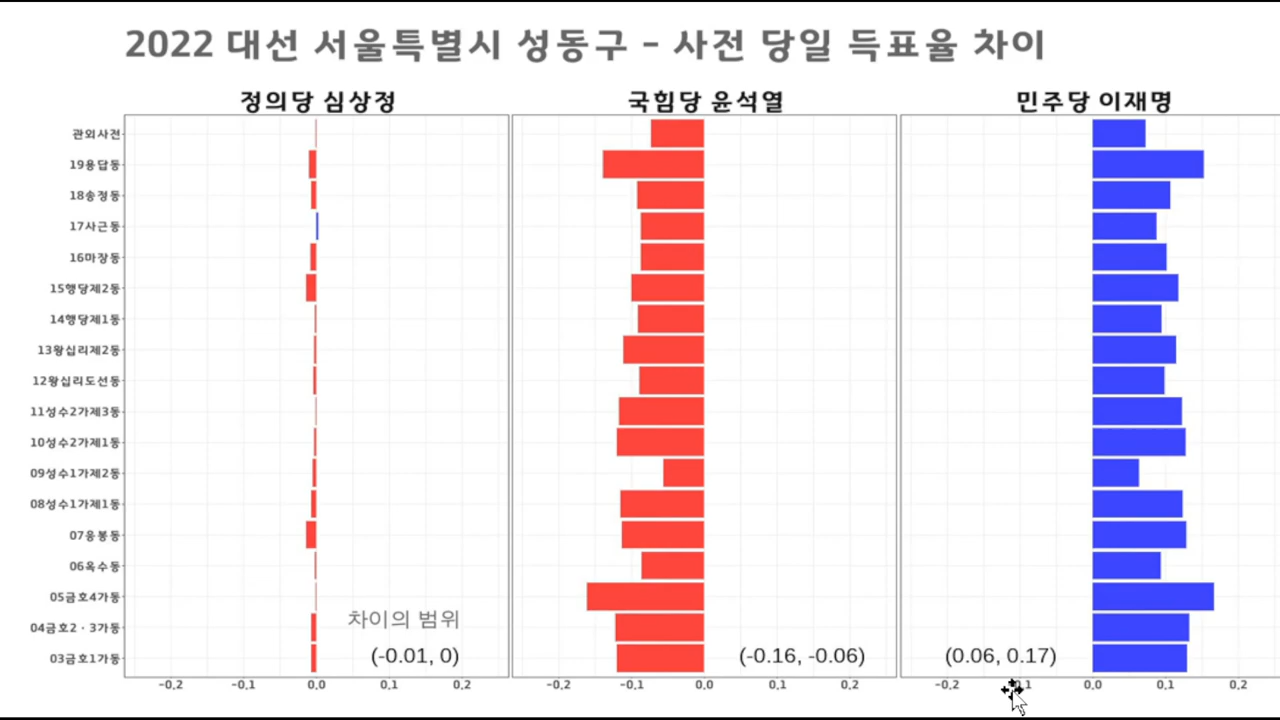 2022 대선 서울특별시 성동구 - 사전 당일 득표율 차이
정의당 심상정
국힘당 윤석열
민주당 이재명
관외사전
19용답동
18송정동
17사근동
16마장동
15행당제2동
14행당제1동
13왕십리제2동
12왕십리도선동
11성수2가제3동
10성수2가제1동
09성수1가제2동
08성수1가제1동
07응봉동
06옥수동
05금호4가동
04금호2·3가동
03금호1가동
차이의 범위
(-0.01, 0)
(-0.16, -0.06)
(0.06, 0.17)
-0.2 -0.1 0.0 0.1 0.2
-0.2 -0.1 0.0 0.1 0.2
-0.2 0.0 0.1 0.2